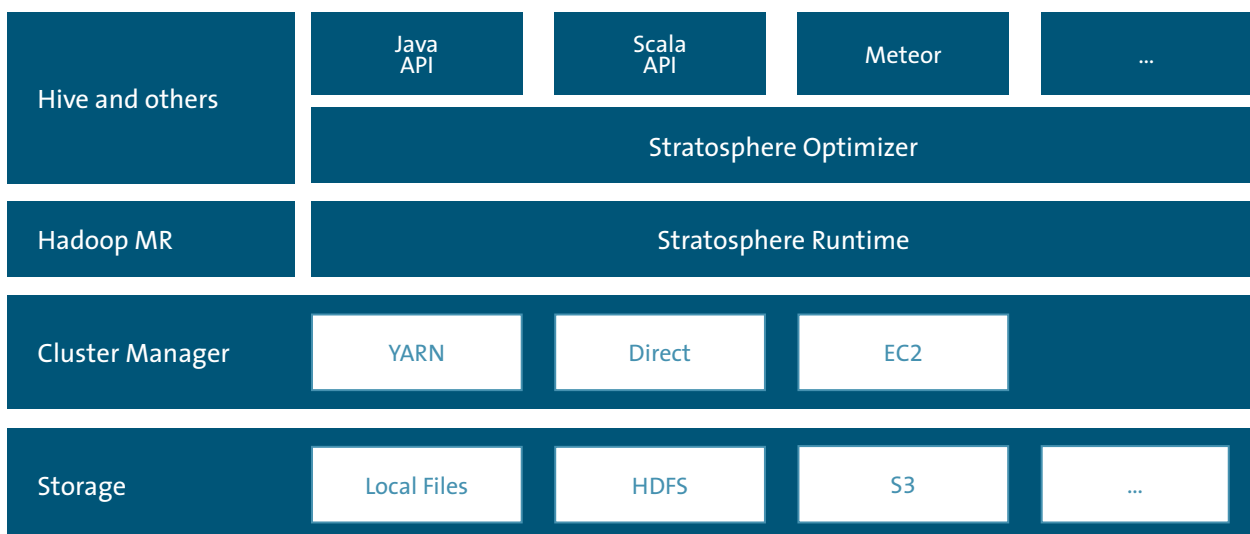 Hive and others
Java
API
Scala
API
Meteor
...
Stratosphere Optimizer
Hadoop MR
Stratosphere Runtime
Cluster Manager
YARN
Direct
EC2
Storage
Local Files
HDFS
S3
...